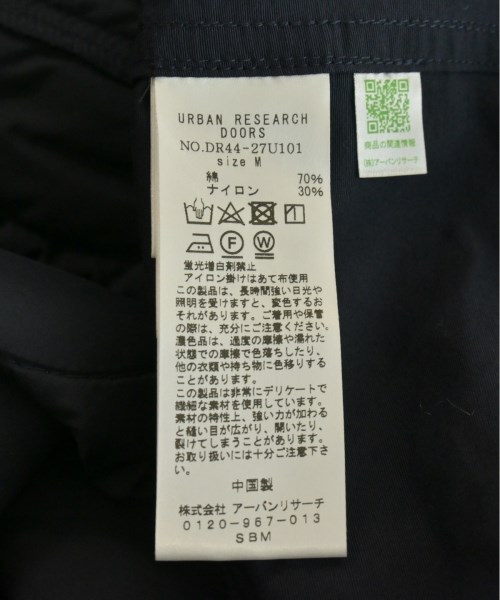 URBAN RESEARCH
DOORS
NO.DR44-27U101
size M
綿 70%
ナイロン 30%
F W
蛍光増白剤禁止
アイロン掛けはあて布使用
この製品は、長時間強い日光や
照明を受けますと、変色するお
それがあります。ご着用や保管
の際は、充分にご注意ください。
濃色品は、過度の摩擦や濡れた
状態での摩擦で色落ちしたり、
他の衣類や持ち物に色移りする
ことがあります。
この製品は非常にデリケートで
繊細な素材を使用しています。
素材の特性上、強い力が加わる
と縫い目が広がり、開いたり、
裂けてしまうことがあります。
お取り扱いには十分ご注意くだ
さい。
中国製
株式会社 アーバンリサーチ
0120-967-013
SBM
商品の関連情報
(株)アーバンリサーチ